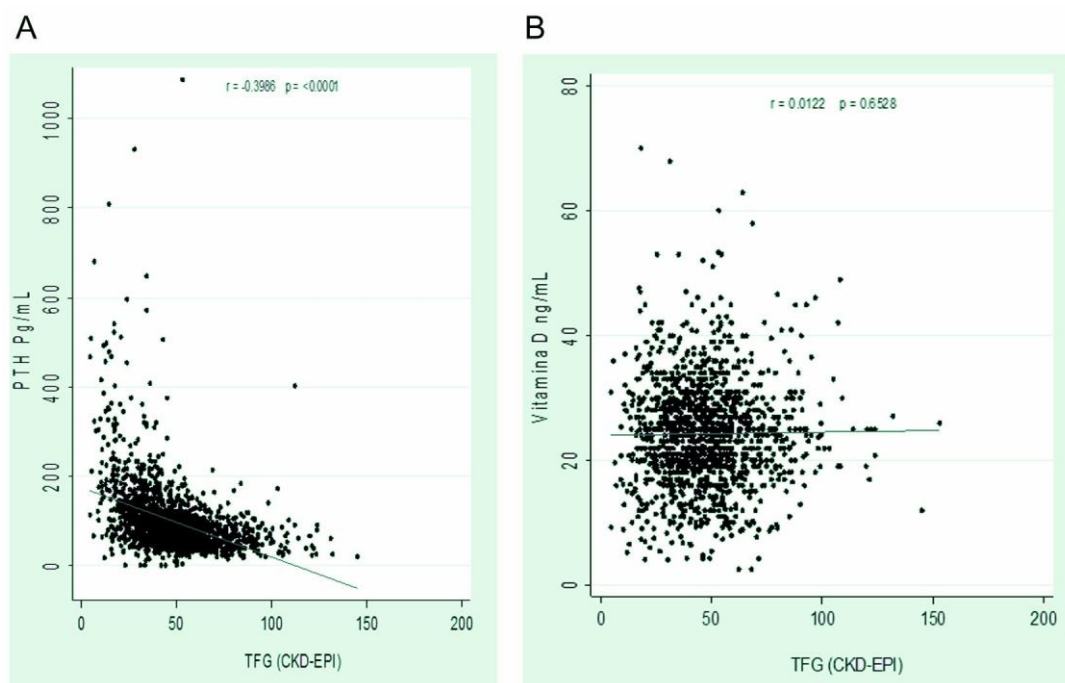 A
r = -0.3986 p = <0.0001
1000
800
600
400
200
0
PTH Pg/mL
0 50 100 150 200
TFG (CKD-EPI)
B
r = 0.0122 p = 0.6528
80
60
40
20
0
Vitamina D ng/mL
0 50 100 150 200
TFG (CKD-EPI)